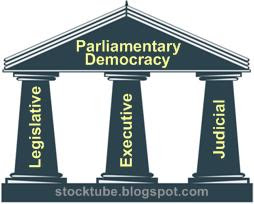 Parliamentary
Democracy
Legislative
Executive
Judicial
stocktube.blogspot.com